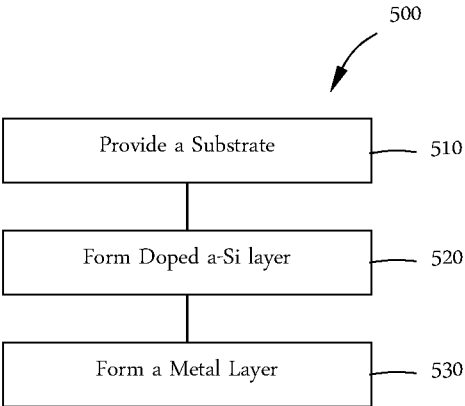 500
Provide a Substrate
510
Form Doped a-Si layer
520
Form a Metal Layer
530